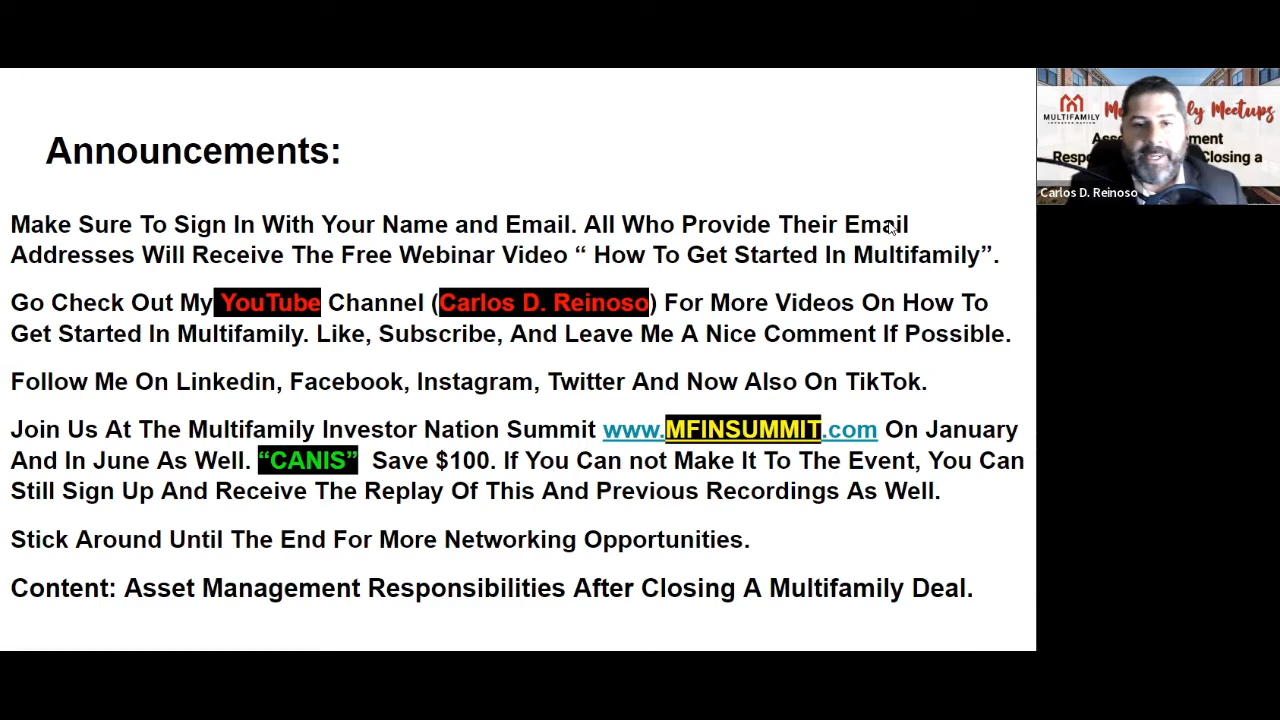 Announcements:
Make Sure To Sign In With Your Name and Email. All Who Provide Their Email
Addresses Will Receive The Free Webinar Video “ How To Get Started In Multifamily”.
Go Check Out My YouTube Channel (Carlos D. Reinoso) For More Videos On How To
Get Started In Multifamily. Like, Subscribe, And Leave Me A Nice Comment If Possible.
Follow Me On Linkedin, Facebook, Instagram, Twitter And Now Also On TikTok.
Join Us At The Multifamily Investor Nation Summit www.MFINSUMMIT.com On January
And In June As Well. “CANIS” Save $100. If You Can not Make It To The Event, You Can
Still Sign Up And Receive The Replay Of This And Previous Recordings As Well.
Stick Around Until The End For More Networking Opportunities.
Content: Asset Management Responsibilities After Closing A Multifamily Deal.
MULTIFAMILY
INVESTOR NATION
Meetups
Closing a
Carlos D. Reinoso